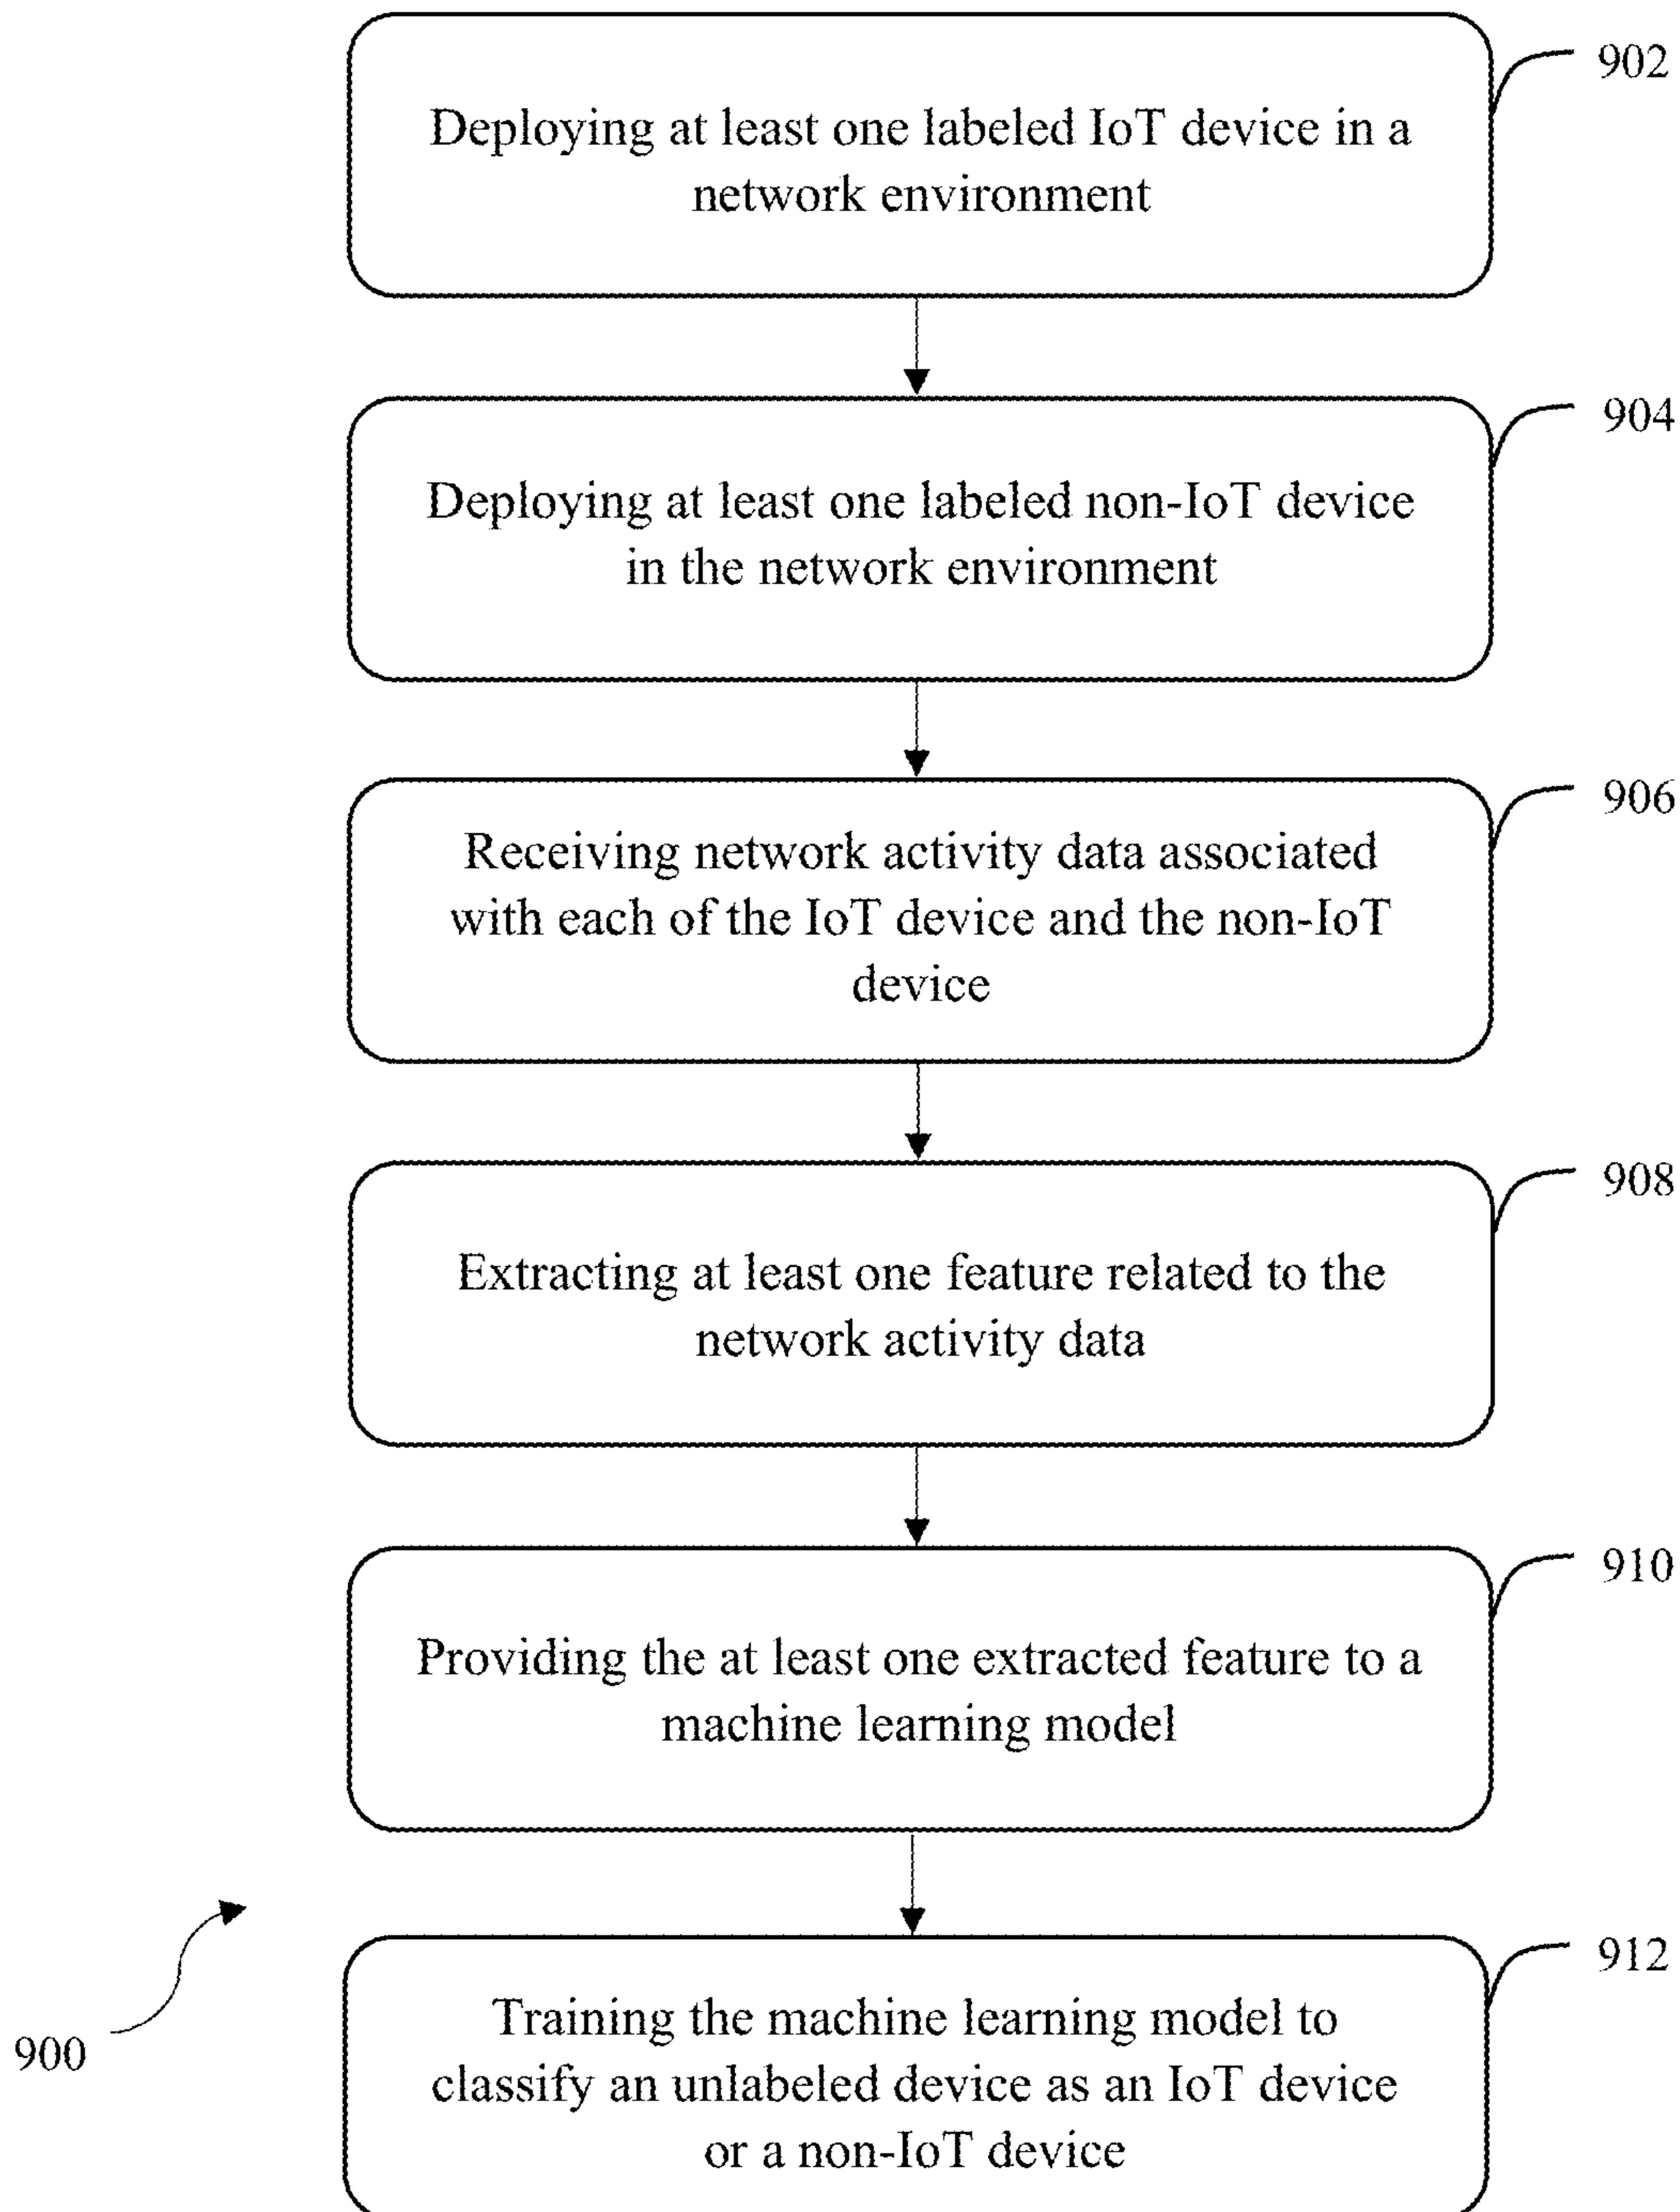 902
Deploying at least one labeled IoT device in a
network environment
904
Deploying at least one labeled non-IoT device
in the network environment
906
Receiving network activity data associated
with each of the IoT device and the non-IoT
device
908
Extracting at least one feature related to the
network activity data
910
Providing the at least one extracted feature to a
machine learning model
912
Training the machine learning model to
classify an unlabeled device as an IoT device
or a non-IoT device
900